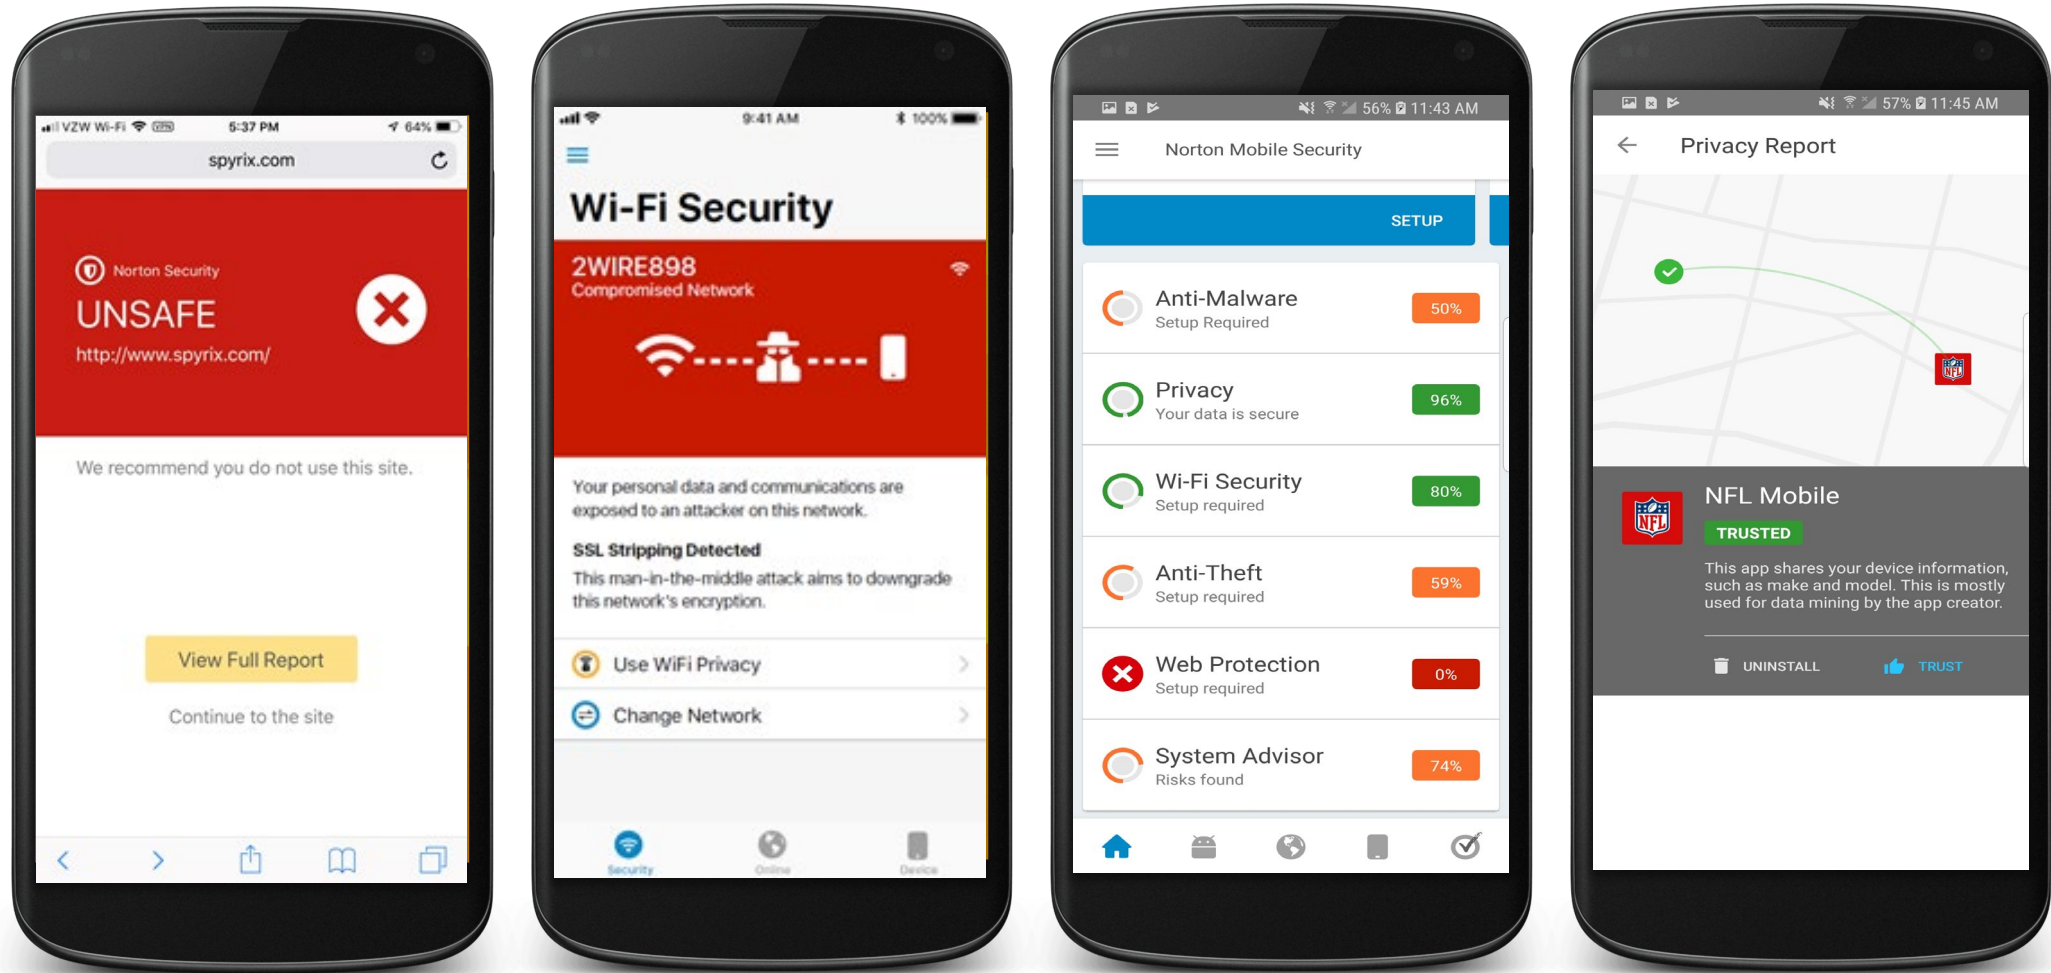 VZW Wi-Fi VPN 5:37 PM 64%
spyrix.com
Norton Security
UNSAFE
http://www.spyrix.com/
We recommend you do not use this site.
View Full Report
Continue to the site
9:41 AM 100%
Wi-Fi Security
2WIRE898
Compromised Network
Your personal data and communications are
exposed to an attacker on this network.
SSL Stripping Detected
This man-in-the-middle attack aims to downgrade
this network's encryption.
Use WiFi Privacy
Change Network
Security Online Device
56% 11:43 AM
Norton Mobile Security
SETUP
Anti-Malware
Setup Required
50%
Privacy
Your data is secure
96%
Wi-Fi Security
Setup required
80%
Anti-Theft
Setup required
59%
Web Protection
Setup required
0%
System Advisor
Risks found
74%
57% 11:45 AM
Privacy Report
NFL
NFL
NFL Mobile
TRUSTED
This app shares your device information,
such as make and model. This is mostly
used for data mining by the app creator.
UNINSTALL TRUST